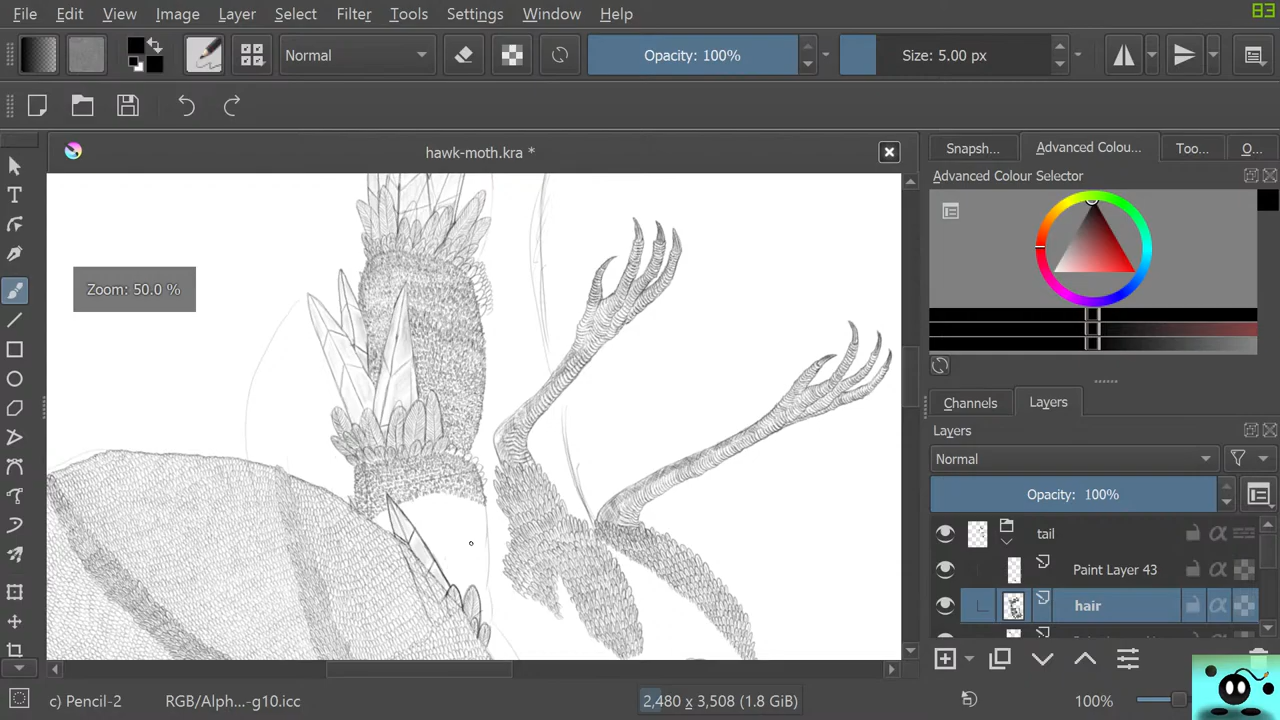 File Edit View Image Layer Select Filter Tools Settings Window Help 83
Normal Opacity: 100% Size: 5.00 px
hawk-moth.kra *
Snapsh... Advanced Colou... Too... O...
Advanced Colour Selector
Zoom: 50.0 %
Channels Layers
Layers
Normal
Opacity: 100%
tail
Paint Layer 43
hair
c) Pencil-2 RGB/Alph...-g10.icc 2,480 x 3,508 (1.8 GiB) 100%